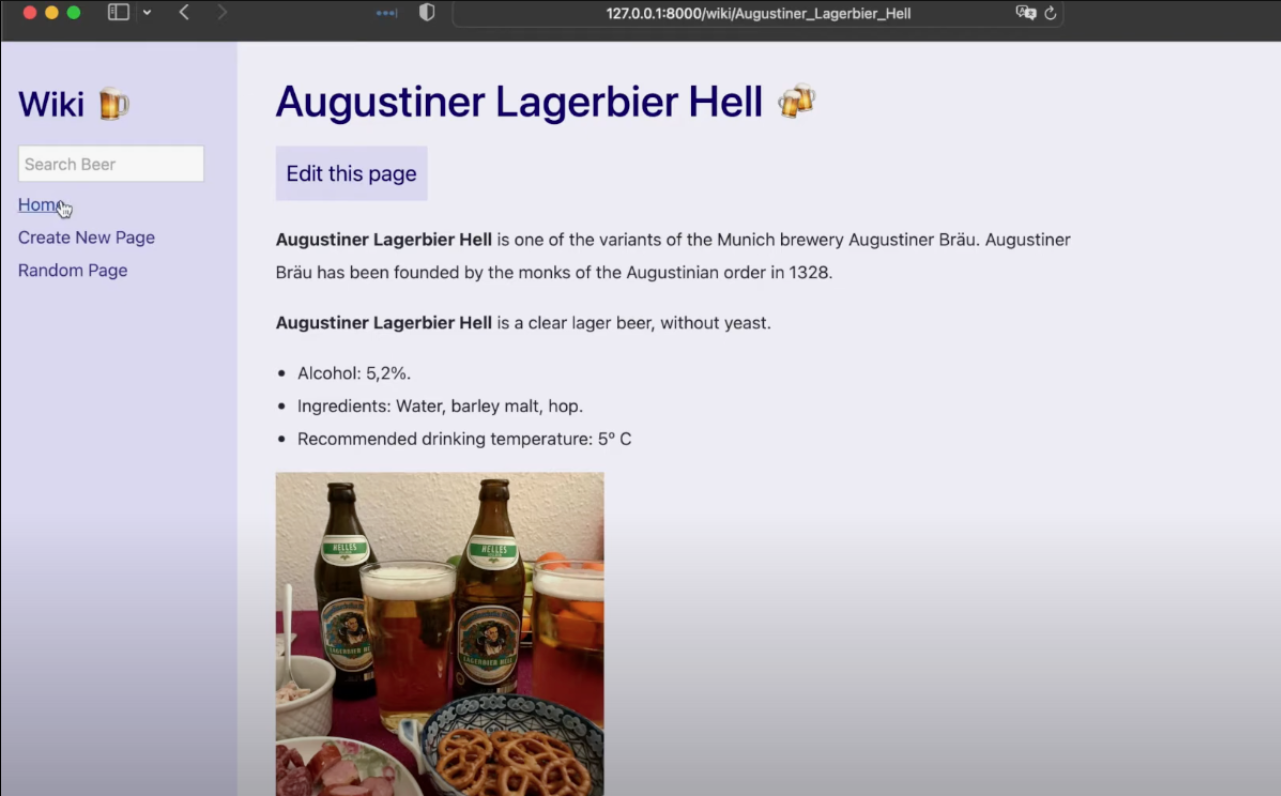 127.0.0.1:8000/wiki/Augustiner_Lagerbier_Hell
Wiki
Search Beer
Home
Create New Page
Random Page
Augustiner Lagerbier Hell
Edit this page
Augustiner Lagerbier Hell is one of the variants of the Munich brewery Augustiner Bräu. Augustiner
Bräu has been founded by the monks of the Augustinian order in 1328.
Augustiner Lagerbier Hell is a clear lager beer, without yeast.
• Alcohol: 5,2%.
• Ingredients: Water, barley malt, hop.
• Recommended drinking temperature: 5º C
HELLES
HELLES
LAGERBIER HELL